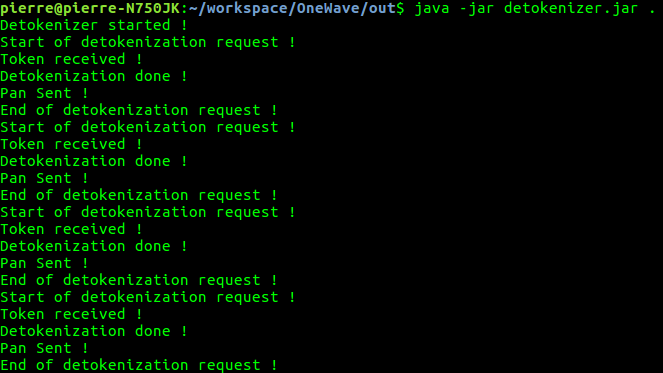 pierre@pierre-N750JK:~/workspace/OneWave/out$ java -jar detokenizer.jar .
Detokenizer started !
Start of detokenization request !
Token received !
Detokenization done !
Pan Sent !
End of detokenization request !
Start of detokenization request !
Token received !
Detokenization done !
Pan Sent !
End of detokenization request !
Start of detokenization request !
Token received !
Detokenization done !
Pan Sent !
End of detokenization request !
Start of detokenization request !
Token received !
Detokenization done !
Pan Sent !
End of detokenization request !